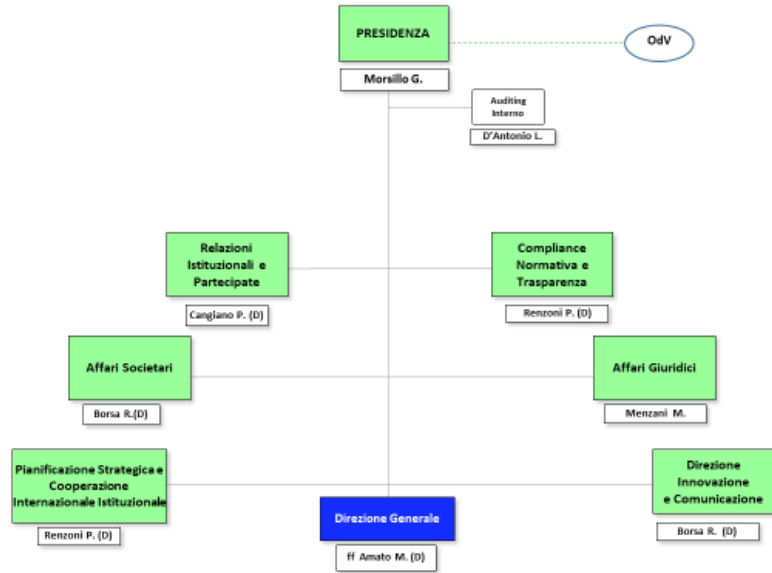 PRESIDENZA
OdV
Morsillo G.
Auditing
Interno
D'Antonio L.
Relazioni
Istituzionali e
Partecipate
Cangiano P. (D)
Compliance
Normativa e
Trasparenza
Renzoni P. (D)
Affari Societari
Borsa R.(D)
Affari Giuridici
Menzani M.
Pianificazione Strategica e
Cooperazione
Internazionale Istituzionale
Renzoni P. (D)
Direzione
Innovazione
e Comunicazione
Borsa R. (D)
Direzione Generale
ff Amato M. (D)